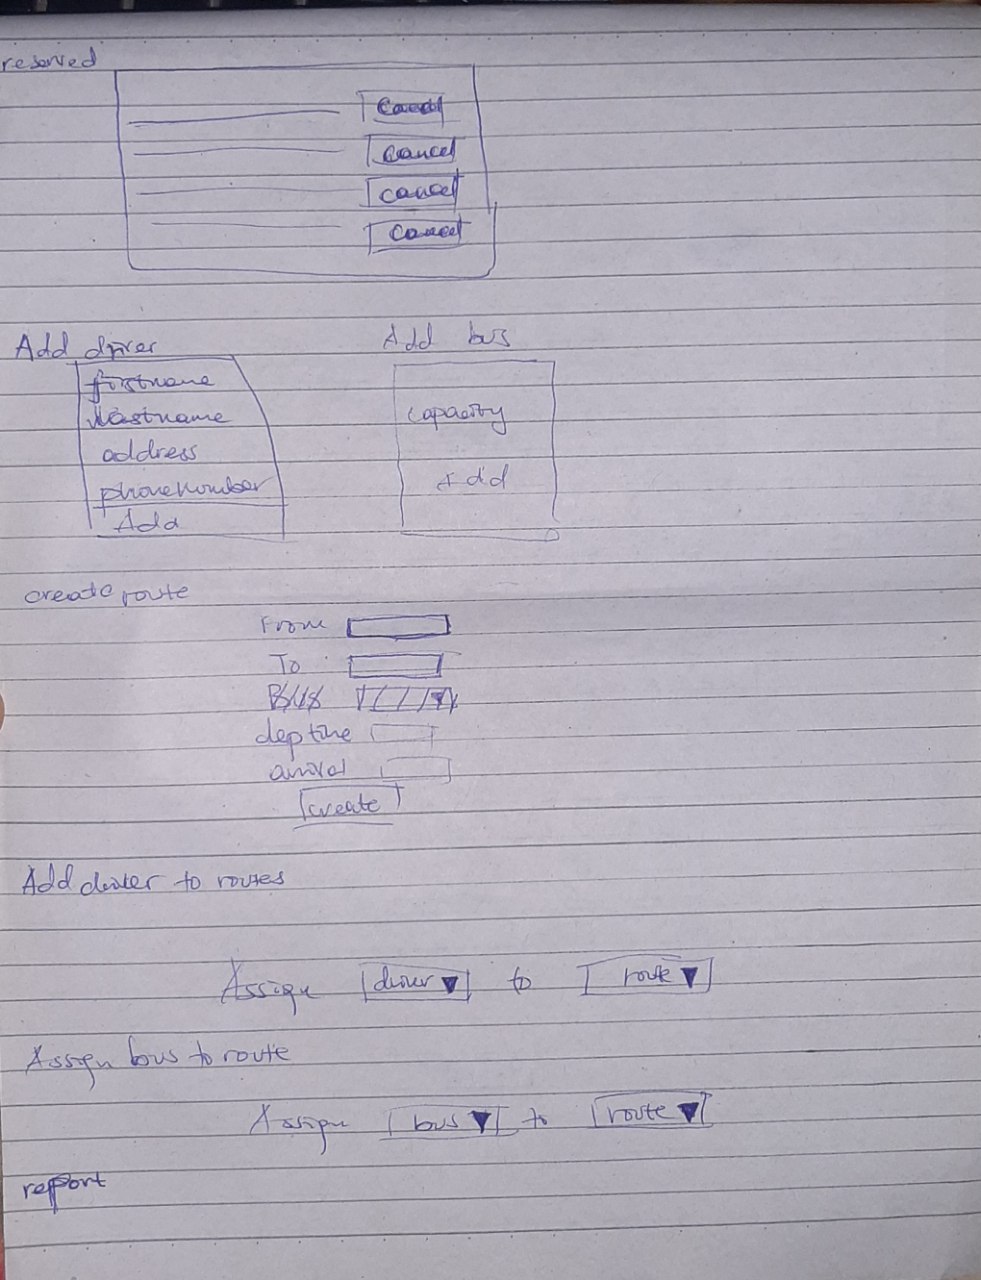 reserved
Cancel
Cancel
Cancel
Cancel
Add driver
firstname
lastname
address
phonenumber
Add
Add bus
capacity
Add
create route
From
To
Bus
dep time
arrival
create
Add driver to routes
Assign driver to route
Assign bus to route
Assign bus to route
report